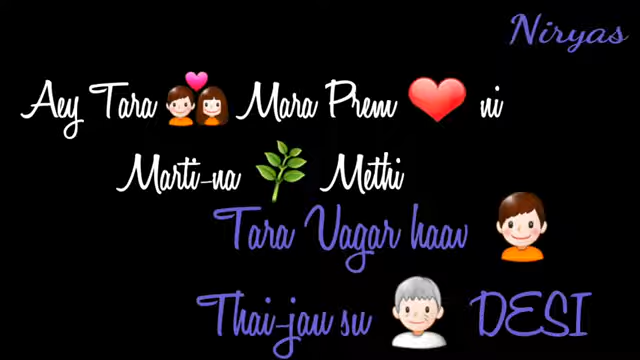 Niryas
Aey Tara 💑 Mara Prem ❤ ni
Marti-na 🌿 Methi
Tara Vagar haav 👦
Thai-jau su 👴 DESI